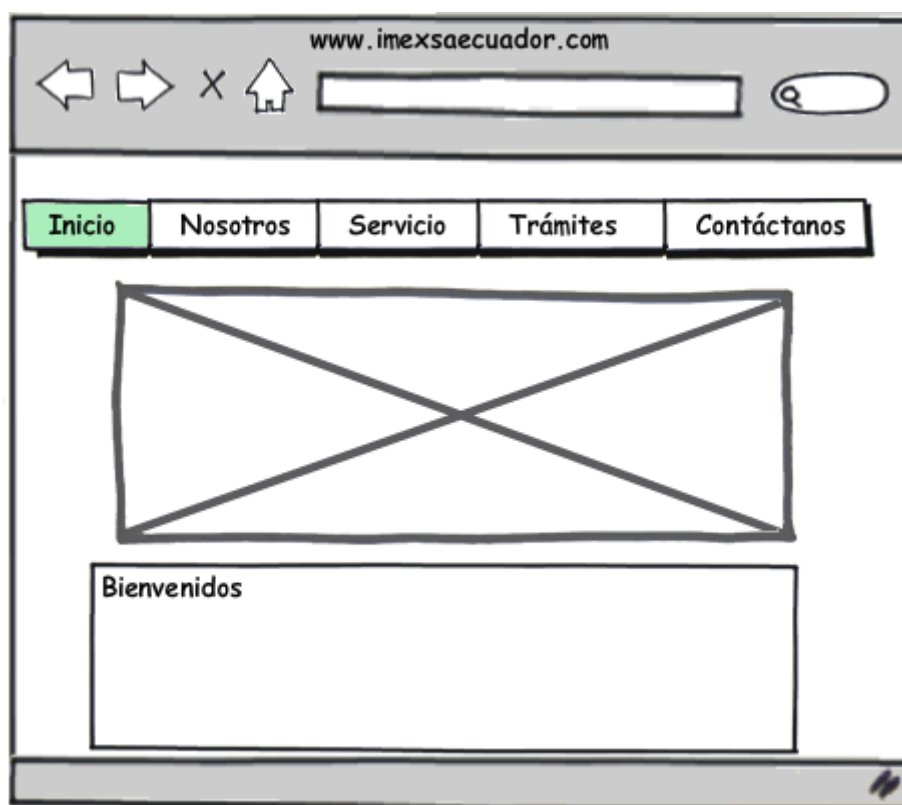 www.imexsaecuador.com
Inicio Nosotros Servicio Trámites Contáctanos
Bienvenidos